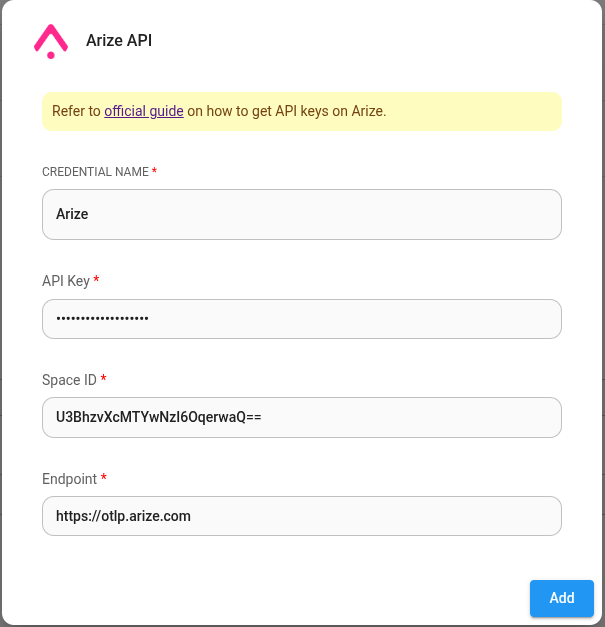 Arize API
Refer to official guide on how to get API keys on Arize.
CREDENTIAL NAME *
Arize
API Key *
•••••••••••••••••••
Space ID *
U3BhzvXcMTYwNzI6OqerwaQ==
Endpoint *
https://otlp.arize.com
Add